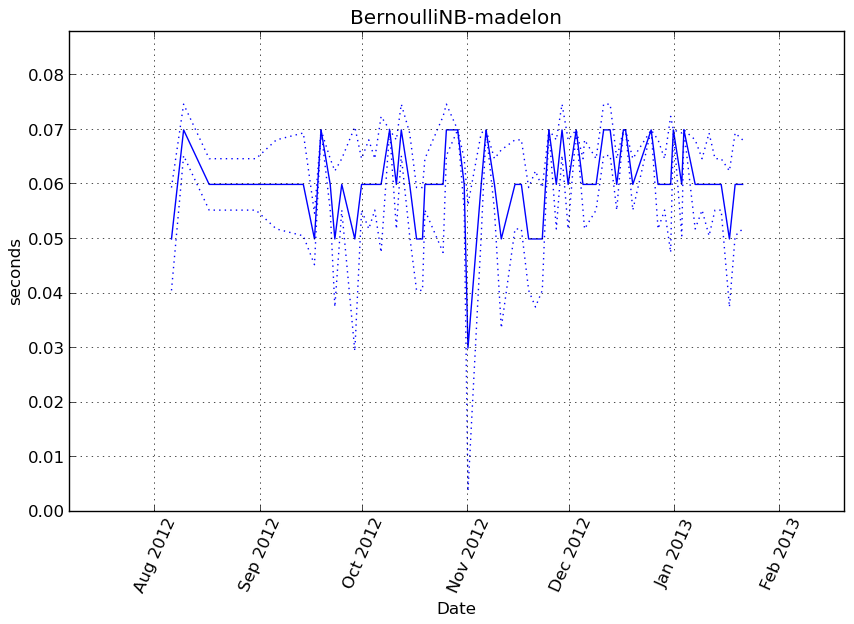 BernoulliNB-madelon
0.08
0.07
0.06
0.05
0.04
0.03
0.02
0.01
0.00
seconds
Aug 2012
Sep 2012
Oct 2012
Nov 2012
Dec 2012
Jan 2013
Feb 2013
Date